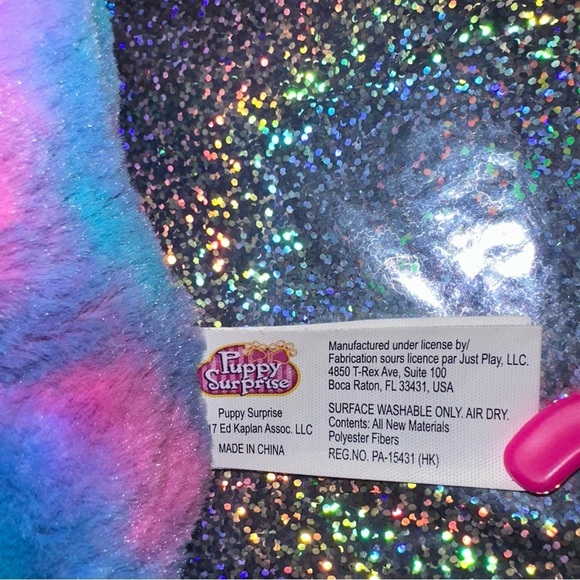 Puppy
Surprise
Puppy Surprise
17 Ed Kaplan Assoc. LLC
MADE IN CHINA
Manufactured under license by/
Fabrication sours licence par Just Play, LLC.
4850 T-Rex Ave, Suite 100
Boca Raton, FL 33431, USA
SURFACE WASHABLE ONLY. AIR DRY.
Contents: All New Materials
Polyester Fibers
REG.NO. PA-15431 (HK)